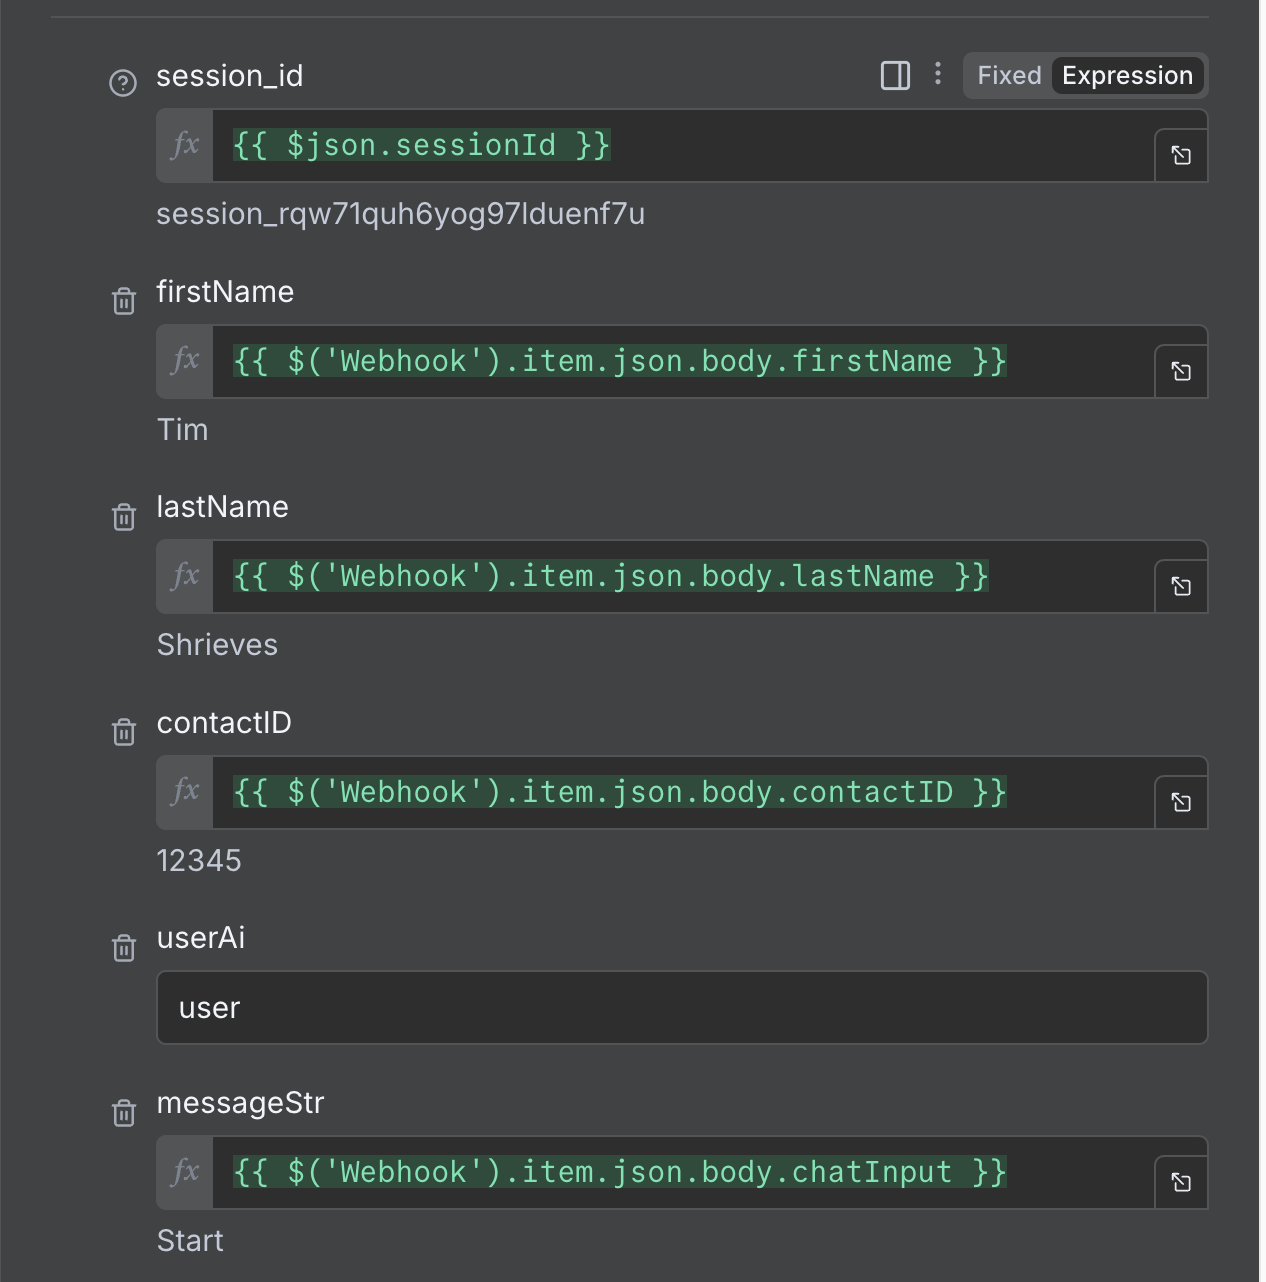 session_id
Fixed Expression
fx {{ $json.sessionId }}
session_rqw71quh6yog97lduenf7u
firstName
fx {{ $('Webhook').item.json.body.firstName }}
Tim
lastName
fx {{ $('Webhook').item.json.body.lastName }}
Shrieves
contactID
fx {{ $('Webhook').item.json.body.contactID }}
12345
userAi
user
messageStr
fx {{ $('Webhook').item.json.body.chatInput }}
Start